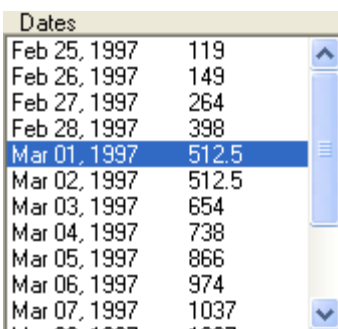 Dates
Feb 25, 1997 119
Feb 26, 1997 149
Feb 27, 1997 264
Feb 28, 1997 398
Mar 01, 1997 512.5
Mar 02, 1997 512.5
Mar 03, 1997 654
Mar 04, 1997 738
Mar 05, 1997 866
Mar 06, 1997 974
Mar 07, 1997 1037